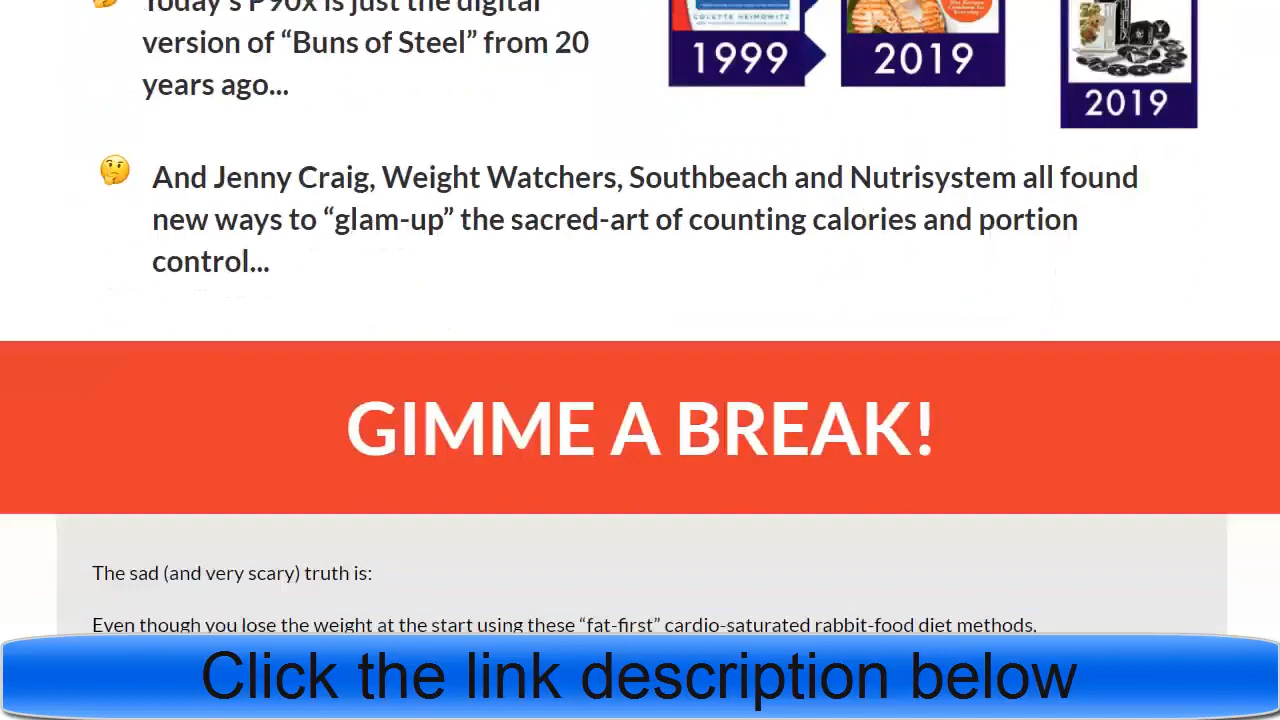 Today's P90x is just the digital
version of “Buns of Steel” from 20
years ago...
COLETTE HEIMOWITZ
1999
2019
2019
And Jenny Craig, Weight Watchers, Southbeach and Nutrisystem all found
new ways to “glam-up” the sacred-art of counting calories and portion
control...
GIMME A BREAK!
The sad (and very scary) truth is:
Even though you lose the weight at the start using these “fat-first” cardio-saturated rabbit-food diet methods,
Click the link description below